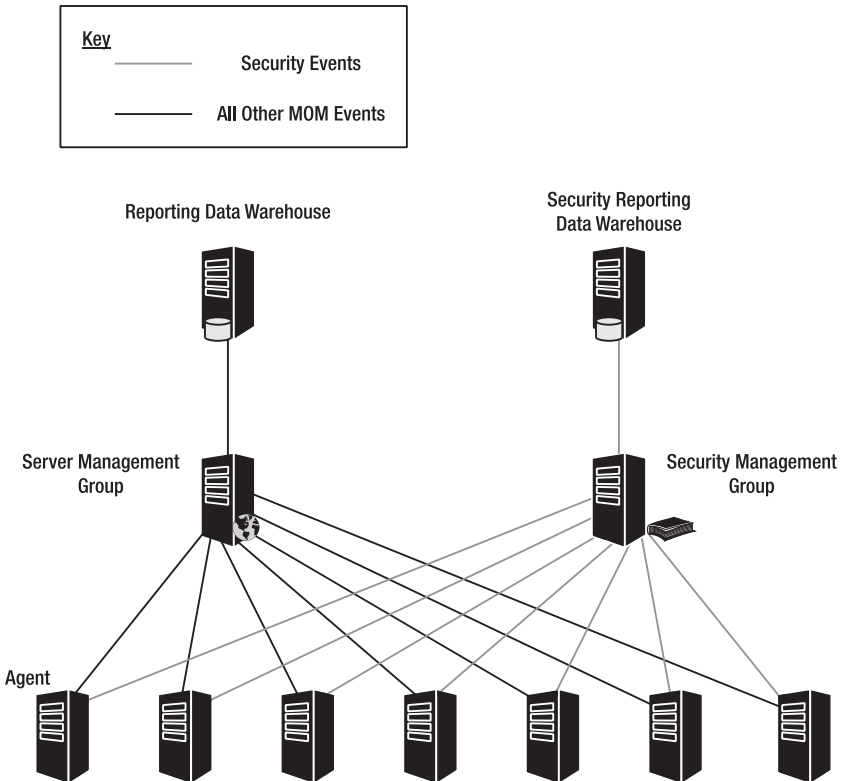 Key
Security Events
All Other MOM Events
Reporting Data Warehouse
Security Reporting
Data Warehouse
Server Management
Group
Security Management
Group
Agent